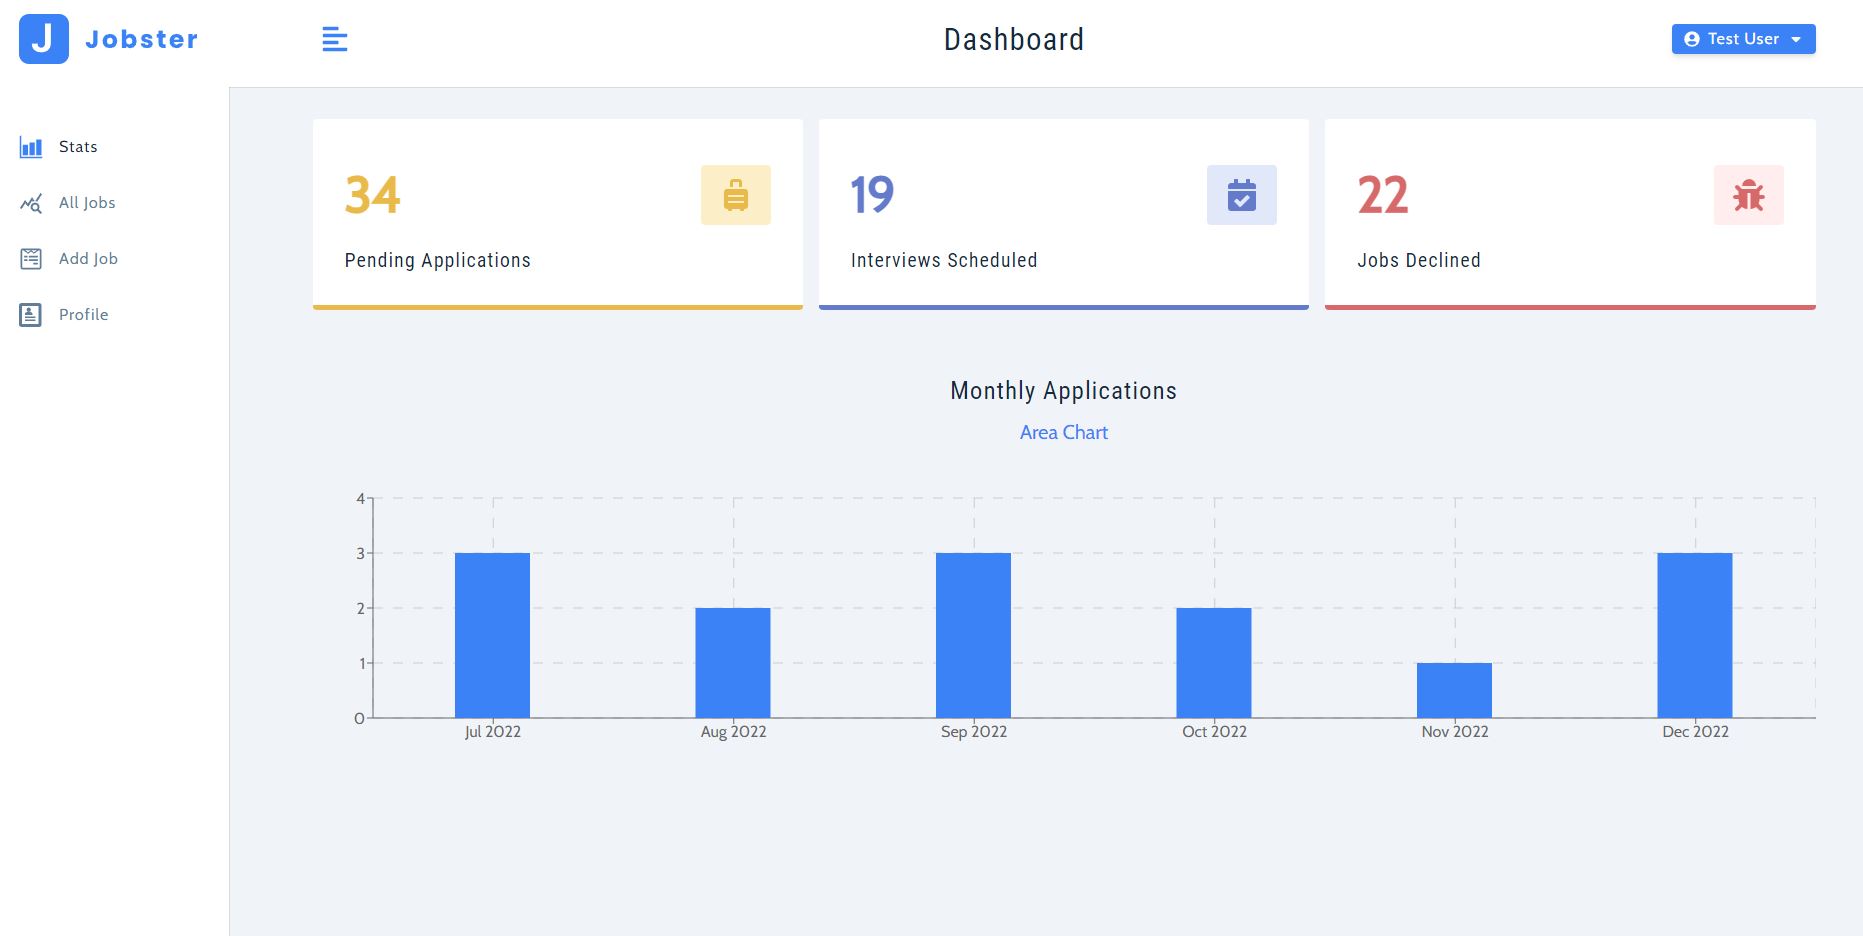 J Jobster
Dashboard
Test User
Stats
All Jobs
Add Job
Profile
34
Pending Applications
19
Interviews Scheduled
22
Jobs Declined
Monthly Applications
Area Chart
4
3
2
1
0
Jul 2022 Aug 2022 Sep 2022 Oct 2022 Nov 2022 Dec 2022